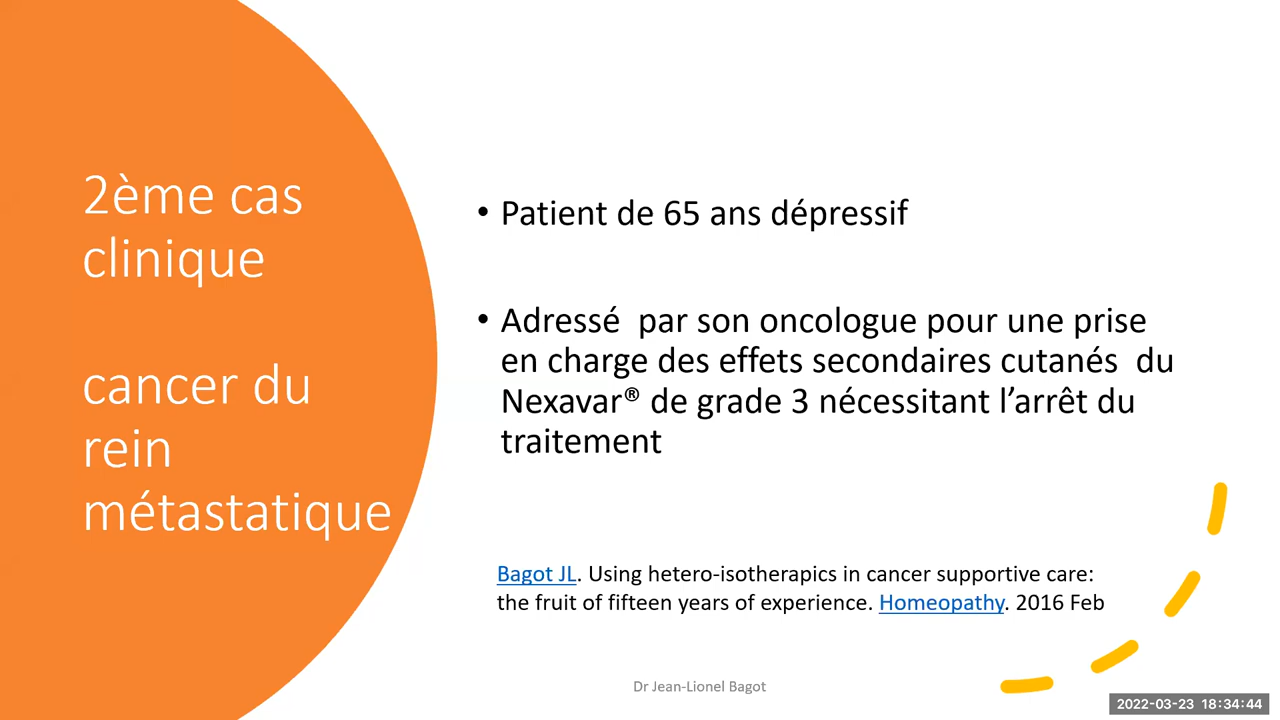 2ème cas
clinique
cancer du
rein
métastatique
• Patient de 65 ans dépressif
• Adressé par son oncologue pour une prise
en charge des effets secondaires cutanés du
Nexavar® de grade 3 nécessitant l’arrêt du
traitement
Bagot JL. Using hetero-isotherapics in cancer supportive care:
the fruit of fifteen years of experience. Homeopathy. 2016 Feb
Dr Jean-Lionel Bagot
2022-03-23 18:34:44